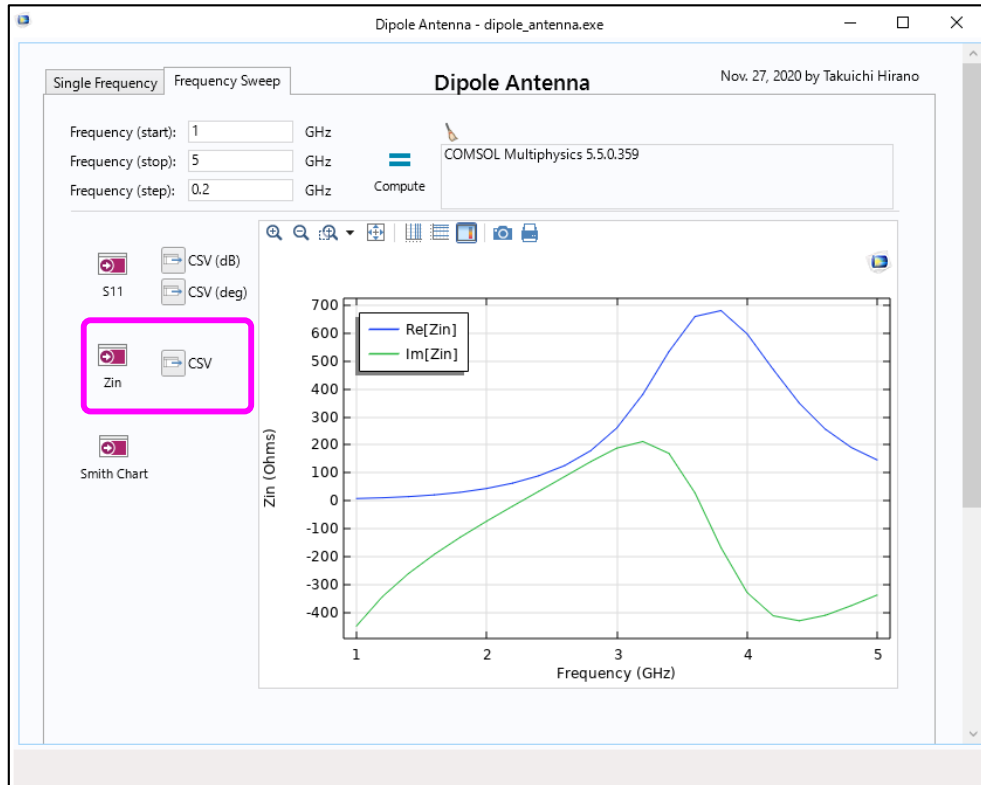 Dipole Antenna - dipole_antenna.exe
Single Frequency
Frequency Sweep
Dipole Antenna
Nov. 27, 2020 by Takuichi Hirano
Frequency (start): 1 GHz
Frequency (stop): 5 GHz
Frequency (step): 0.2 GHz
Compute
COMSOL Multiphysics 5.5.0.359
S11
CSV (dB)
CSV (deg)
Zin
CSV
Smith Chart
Re[Zin]
Im[Zin]
Zin (Ohms)
700
600
500
400
300
200
100
0
-100
-200
-300
-400
1 2 3 4 5
Frequency (GHz)